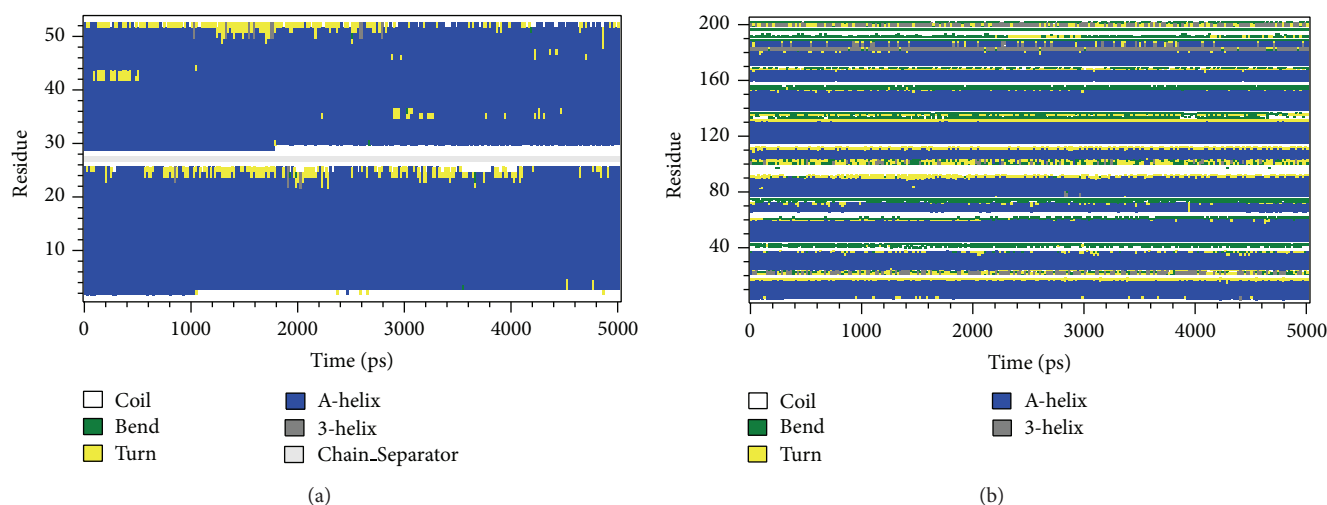 50
40
30
20
10
Residue
0 1000 2000 3000 4000 5000
Time (ps)
Coil A-helix
Bend 3-helix
Turn Chain_Separator
(a)
200
160
120
80
40
Residue
0 1000 2000 3000 4000 5000
Time (ps)
Coil A-helix
Bend 3-helix
Turn
(b)